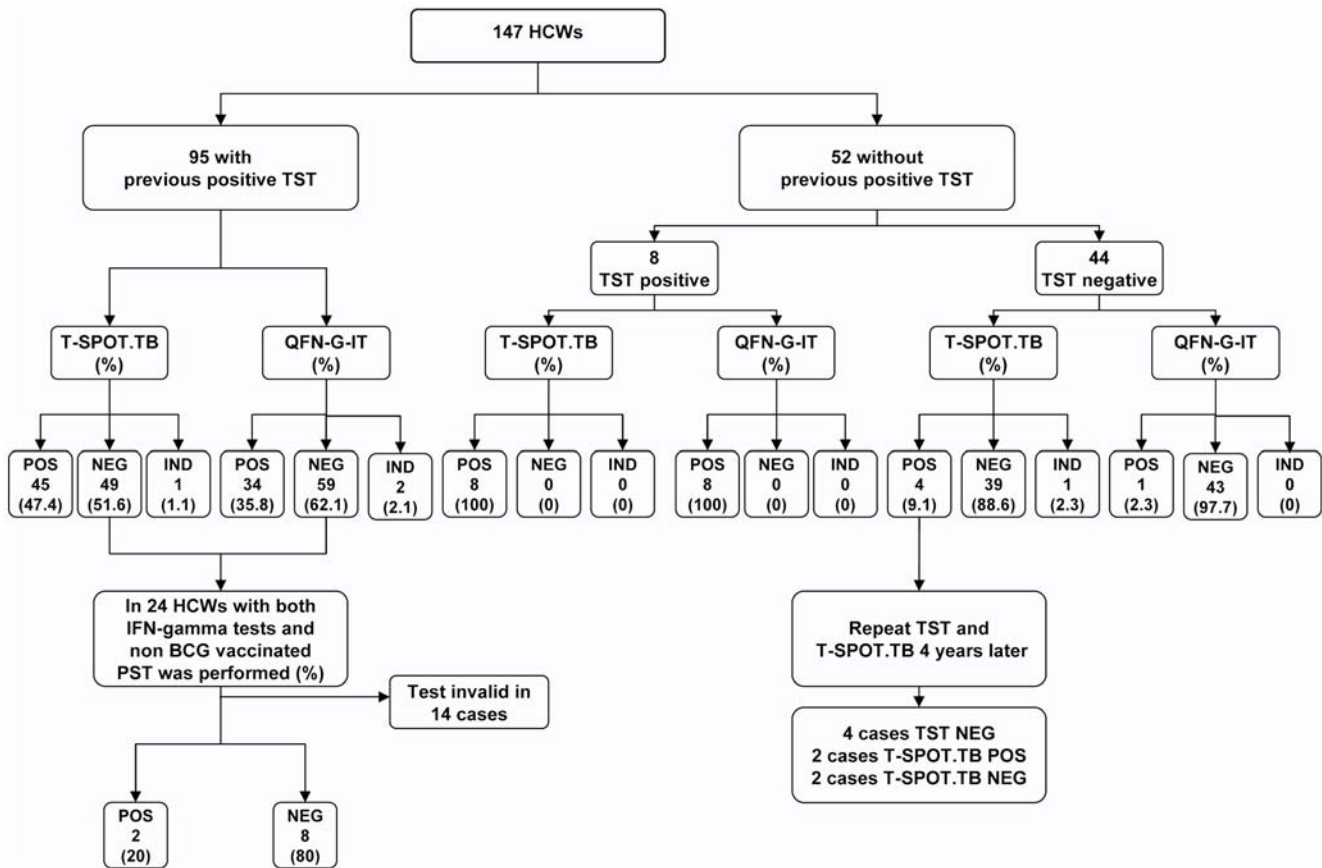 147 HCWs
95 with
previous positive TST
52 without
previous positive TST
8
TST positive
44
TST negative
T-SPOT.TB
(%)
QFN-G-IT
(%)
T-SPOT.TB
(%)
QFN-G-IT
(%)
T-SPOT.TB
(%)
QFN-G-IT
(%)
POS
45
(47.4)
NEG
49
(51.6)
IND
1
(1.1)
POS
34
(35.8)
NEG
59
(62.1)
IND
2
(2.1)
POS
8
(100)
NEG
0
(0)
IND
0
(0)
POS
8
(100)
NEG
0
(0)
IND
0
(0)
POS
4
(9.1)
NEG
39
(88.6)
IND
1
(2.3)
POS
1
(2.3)
NEG
43
(97.7)
IND
0
(0)
In 24 HCWs with both
IFN-gamma tests and
non BCG vaccinated
PST was performed (%)
Test invalid in
14 cases
POS
2
(20)
NEG
8
(80)
Repeat TST and
T-SPOT.TB 4 years later
4 cases TST NEG
2 cases T-SPOT.TB POS
2 cases T-SPOT.TB NEG